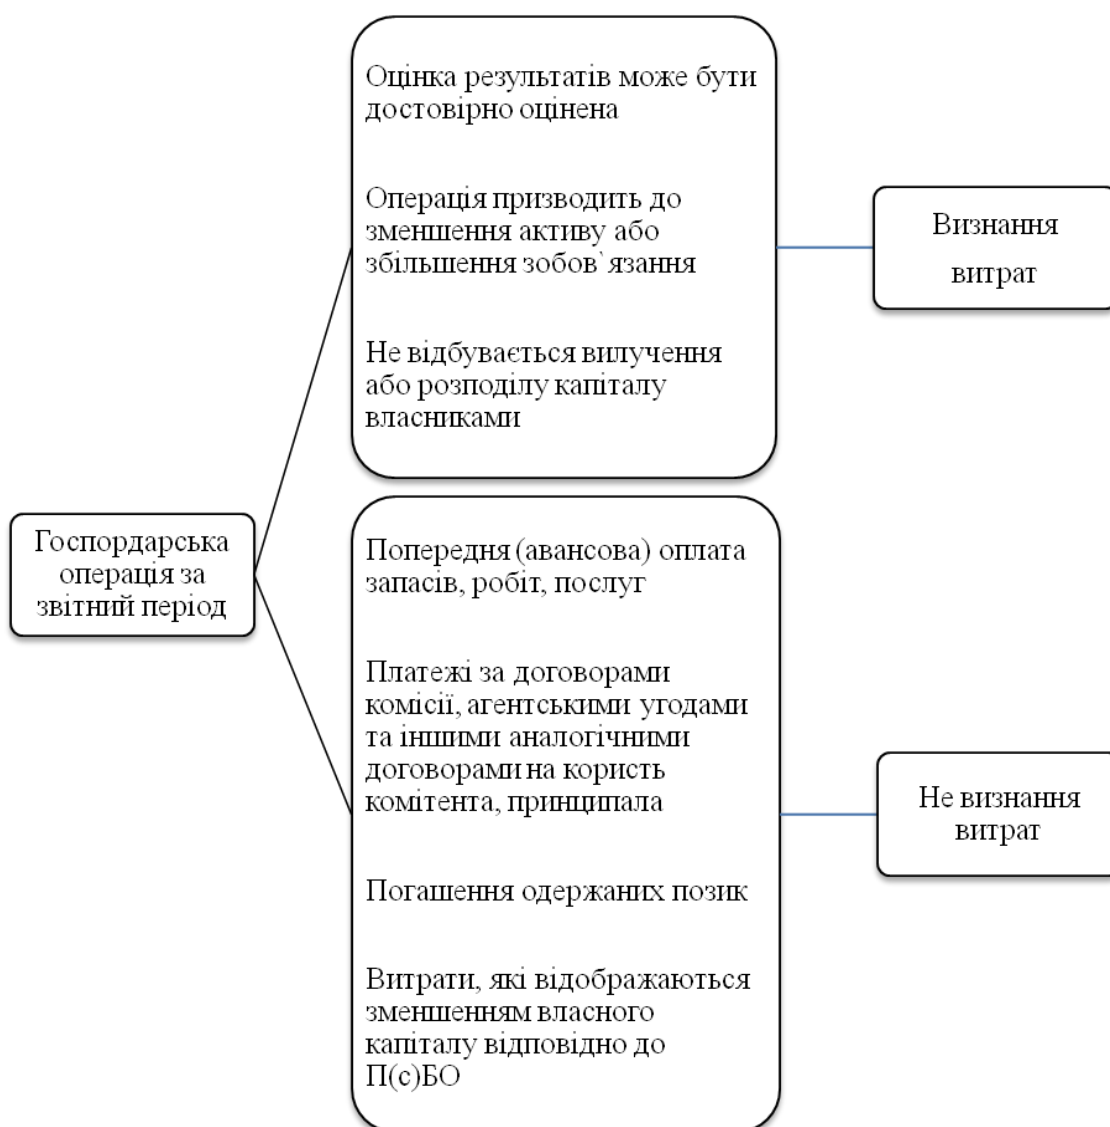 Оцінка результатів може бути
достовірно оцінена
Операція призводить до
зменшення активу або
збільшення зобов`язання
Не відбувається вилучення
або розподілу капіталу
власниками
Визнання
витрат
Госпордарська
операція за
звітний період
Попередня (авансова) оплата
запасів, робіт, послуг
Платежі за договорами
комісії, агентськими угодами
та іншими аналогічними
договорами на користь
комітента, принципала
Погашення одержаних позик
Витрати, які відображаються
зменшенням власного
капіталу відповідно до
П(с)БО
Не визнання
витрат